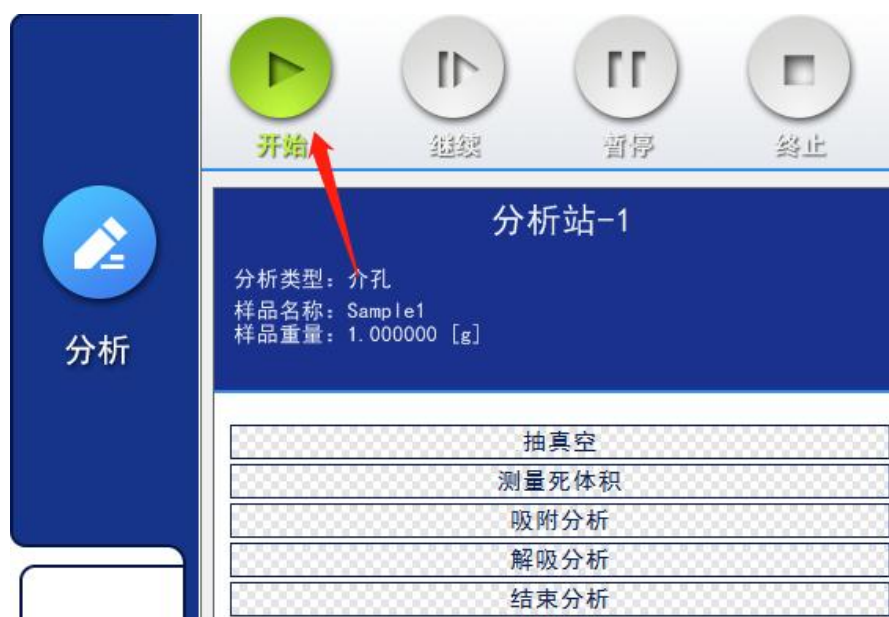 开始
继续
暂停
终止
分析
分析站-1
分析类型：介孔
样品名称：Sample1
样品重量：1.000000 [g]
抽真空
测量死体积
吸附分析
解吸分析
结束分析